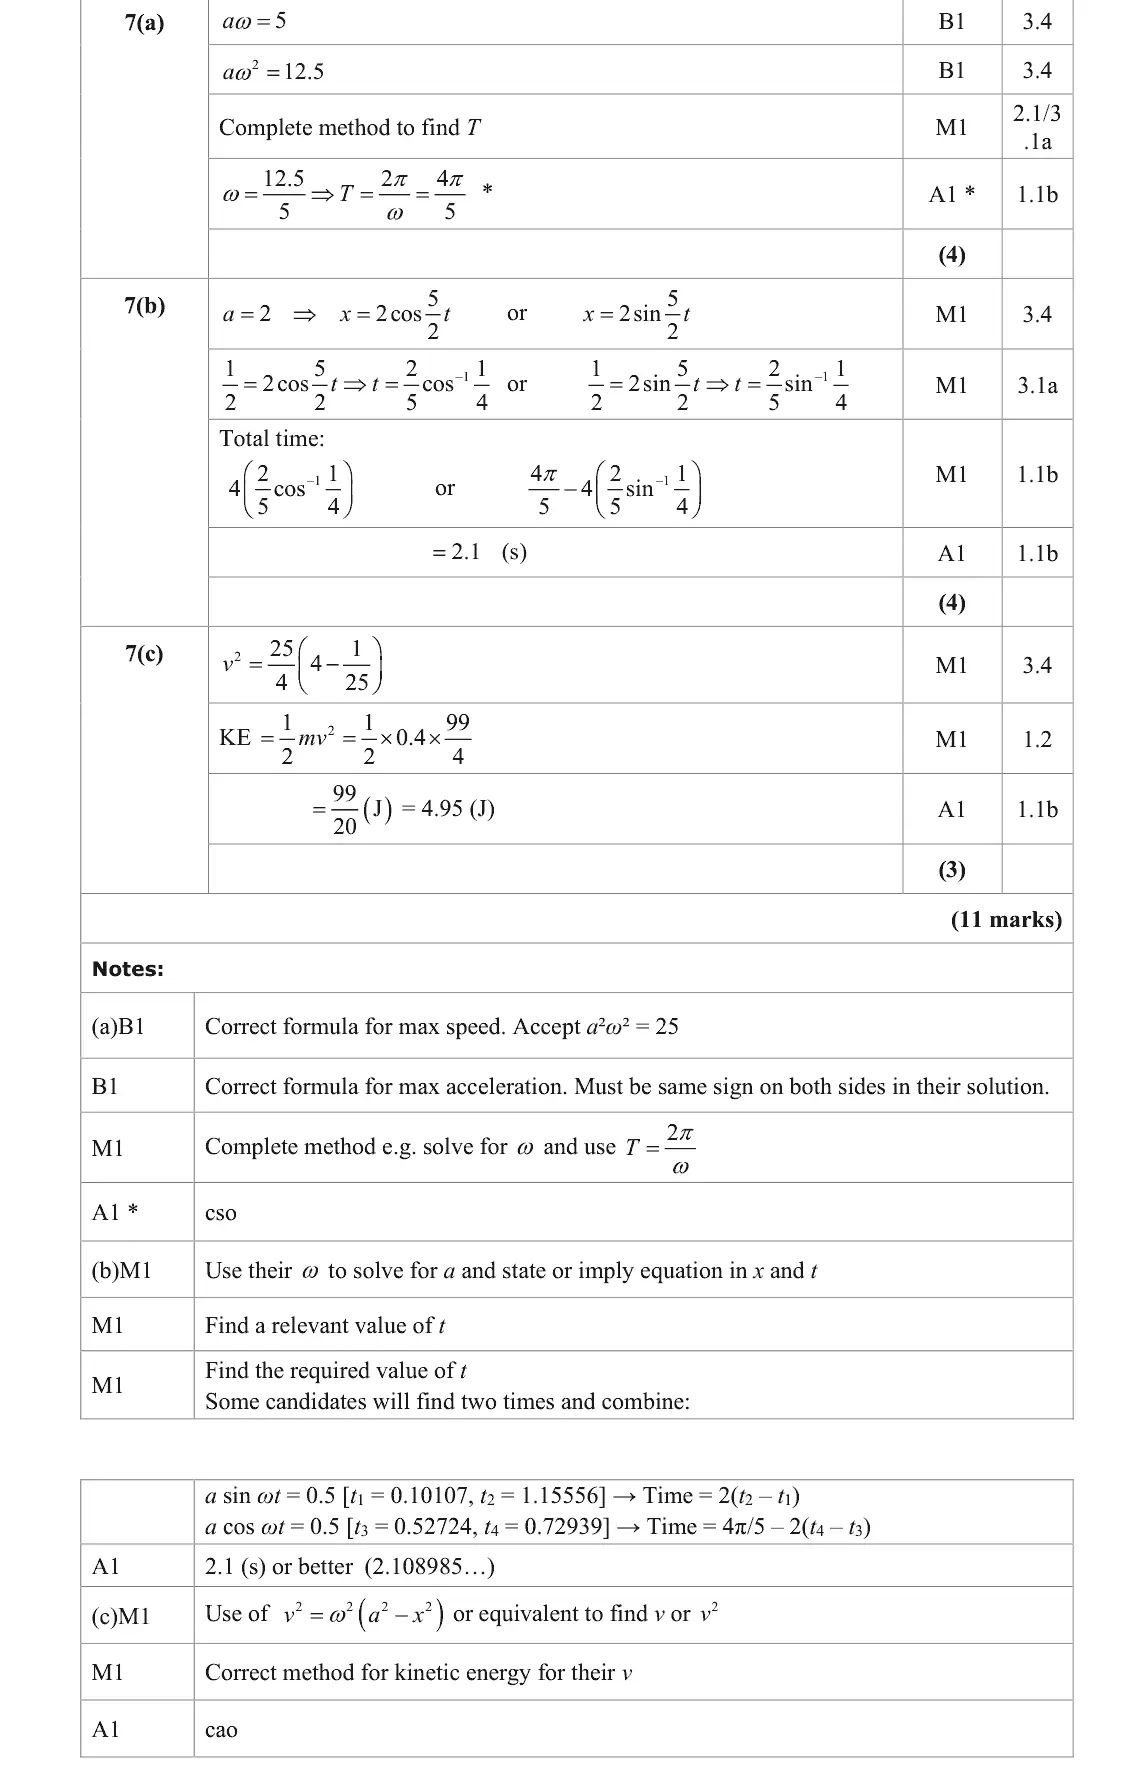 7(a) aω = 5 B1 3.4
aω² = 12.5 B1 3.4
Complete method to find T M1 2.1/3
.1a
ω = 12.5/5 ⇒ T = 2π/ω = 4π/5 * A1 * 1.1b
(4)
7(b) a = 2 ⇒ x = 2cos 5/2 t or x = 2sin 5/2 t M1 3.4
1/2 = 2cos 5/2 t ⇒ t = 2/5 cos⁻¹ 1/4 or 1/2 = 2sin 5/2 t ⇒ t = 2/5 sin⁻¹ 1/4 M1 3.1a
Total time:
4(2/5 cos⁻¹ 1/4) or 4π/5 − 4(2/5 sin⁻¹ 1/4) M1 1.1b
= 2.1 (s) A1 1.1b
(4)
7(c) v² = 25/4 (4 − 1/25) M1 3.4
KE = 1/2 mv² = 1/2 × 0.4 × 99/4 M1 1.2
= 99/20 (J) = 4.95 (J) A1 1.1b
(3)
(11 marks)
Notes:
(a)B1 Correct formula for max speed. Accept a²ω² = 25
B1 Correct formula for max acceleration. Must be same sign on both sides in their solution.
M1 Complete method e.g. solve for ω and use T = 2π/ω
A1 * cso
(b)M1 Use their ω to solve for a and state or imply equation in x and t
M1 Find a relevant value of t
M1 Find the required value of t
Some candidates will find two times and combine:
a sin ωt = 0.5 [t₁ = 0.10107, t₂ = 1.15556] → Time = 2(t₂ – t₁)
a cos ωt = 0.5 [t₃ = 0.52724, t₄ = 0.72939] → Time = 4π/5 – 2(t₄ – t₃)
A1 2.1 (s) or better (2.108985…)
(c)M1 Use of v² = ω²(a² − x²) or equivalent to find v or v²
M1 Correct method for kinetic energy for their v
A1 cao